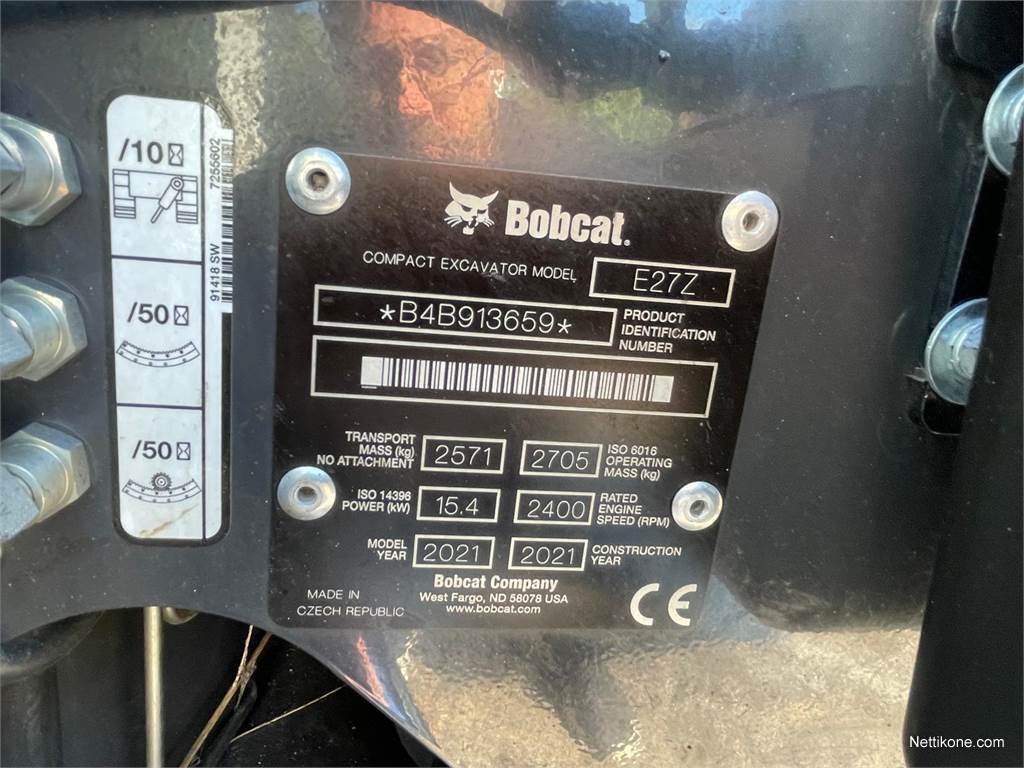 /10
/50
/50
7255602
91418 SW
Bobcat.
COMPACT EXCAVATOR MODEL E27Z
*B4B913659*
PRODUCT
IDENTIFICATION
NUMBER
TRANSPORT
MASS (kg)
NO ATTACHMENT
2571
2705
ISO 6016
OPERATING
MASS (kg)
ISO 14396
POWER (kW)
15.4
2400
RATED
ENGINE
SPEED (RPM)
MODEL
YEAR
2021
2021
CONSTRUCTION
YEAR
Bobcat Company
West Fargo, ND 58078 USA
www.bobcat.com
MADE IN
CZECH REPUBLIC
CE
Nettikone.com